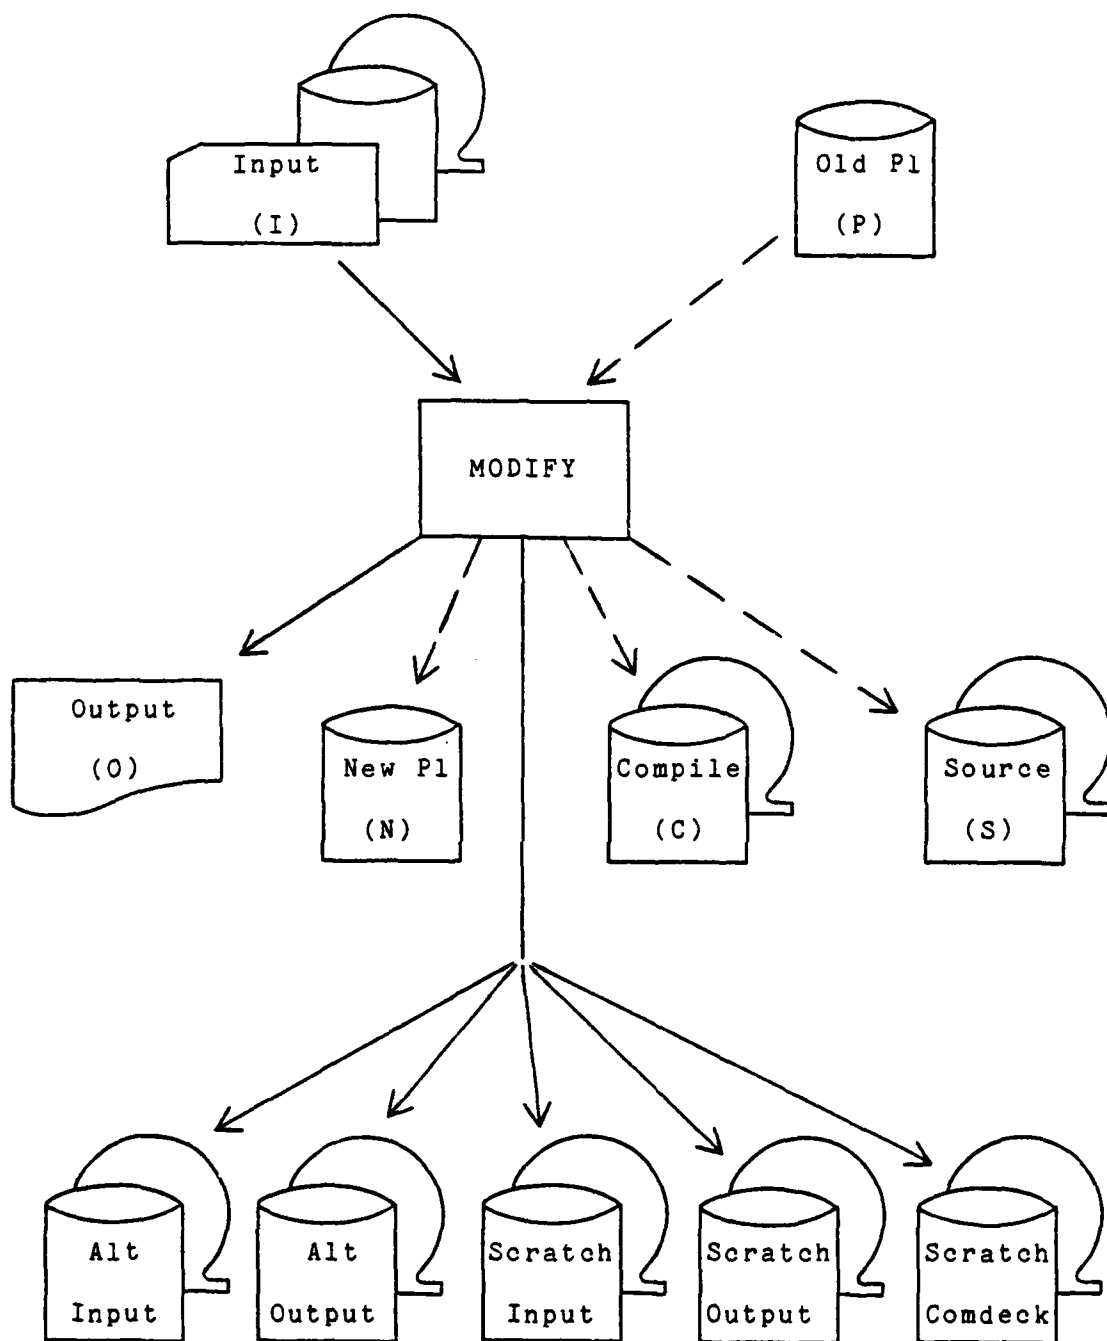 Input
(I)
Old Pl
(P)
MODIFY
Output
(O)
New Pl
(N)
Compile
(C)
Source
(S)
Alt
Input
Alt
Output
Scratch
Input
Scratch
Output
Scratch
Comdeck